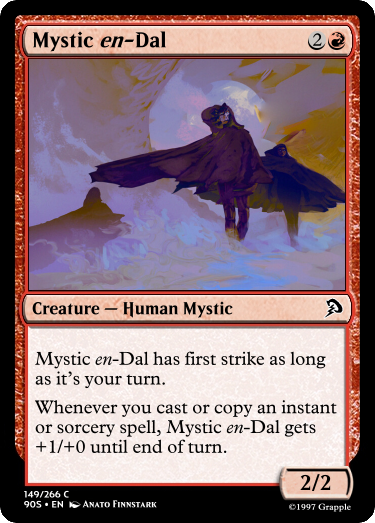 Mystic en-Dal 2
Creature — Human Mystic
Mystic en-Dal has first strike as long
as it's your turn.
Whenever you cast or copy an instant
or sorcery spell, Mystic en-Dal gets
+1/+0 until end of turn.
2/2
149/266 C
90S • EN Anato Finnstark
©1997 Grapple